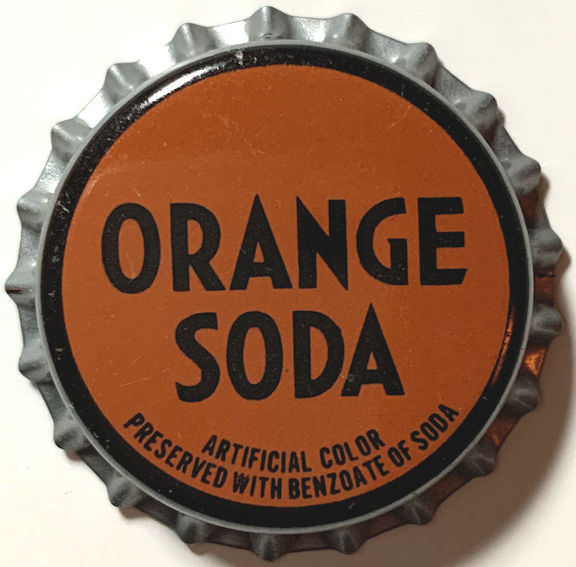 ORANGE
SODA
ARTIFICIAL COLOR
PRESERVED WITH BENZOATE OF SODA